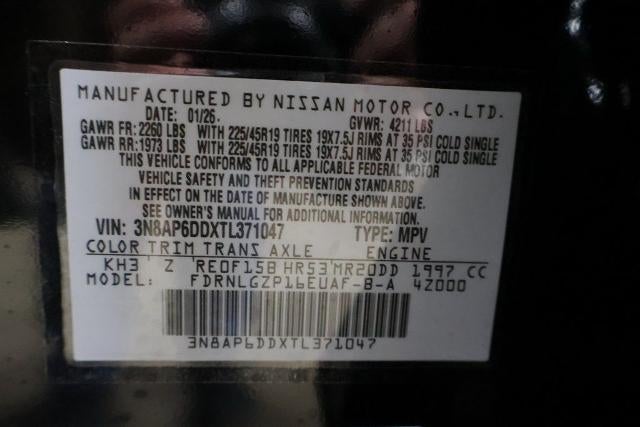 MANUFACTURED BY NISSAN MOTOR CO.,LTD.
DATE: 01/26. GVWR: 4211 LBS
GAWR FR: 2260 LBS WITH 225/45R19 TIRES 19X7.5J RIMS AT 35 PSI COLD SINGLE
GAWR RR: 1973 LBS WITH 225/45R19 TIRES 19X7.5J RIMS AT 35 PSI COLD SINGLE
THIS VEHICLE CONFORMS TO ALL APPLICABLE FEDERAL MOTOR
VEHICLE SAFETY AND THEFT PREVENTION STANDARDS
IN EFFECT ON THE DATE OF MANUFACTURE SHOWN ABOVE.
SEE OWNER'S MANUAL FOR ADDITIONAL INFORMATION.
VIN: 3N8AP6DDXTL371047 TYPE: MPV
COLOR TRIM TRANS AXLE ENGINE
KH3 Z RE0F15B HR53 MR20DD 1997 CC
MODEL: FDRNLGZP16EUAF-B-A 4Z000
3N8AP6DDXTL371047